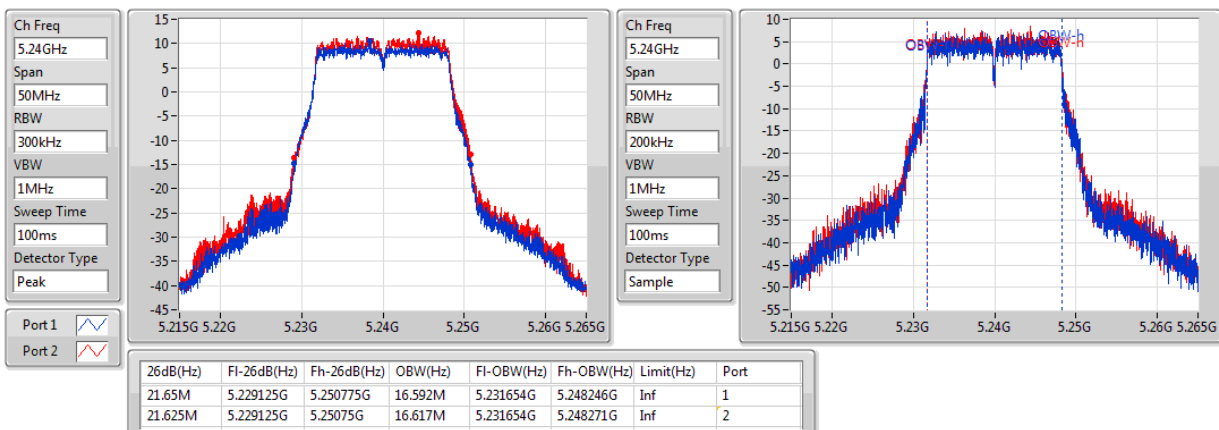 Ch Freq
5.24GHz
Span
50MHz
RBW
300kHz
VBW
1MHz
Sweep Time
100ms
Detector Type
Peak
Port 1
Port 2
15
10
5
0
-5
-10
-15
-20
-25
-30
-35
-40
-45
5.215G 5.22G 5.23G 5.24G 5.25G 5.26G 5.265G
Ch Freq
5.24GHz
Span
50MHz
RBW
200kHz
VBW
1MHz
Sweep Time
100ms
Detector Type
Sample
10
5
0
-5
-10
-15
-20
-25
-30
-35
-40
-45
-50
-55
OBW-h
5.215G 5.22G 5.23G 5.24G 5.25G 5.26G 5.265G
26dB(Hz) Fl-26dB(Hz) Fh-26dB(Hz) OBW(Hz) Fl-OBW(Hz) Fh-OBW(Hz) Limit(Hz) Port
21.65M 5.229125G 5.250775G 16.592M 5.231654G 5.248246G Inf 1
21.625M 5.229125G 5.25075G 16.617M 5.231654G 5.248271G Inf 2